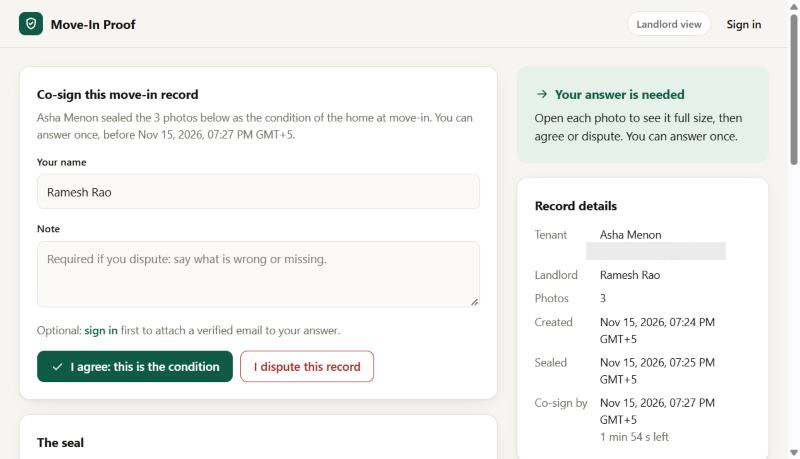 Move-In Proof
Landlord view
Sign in
Co-sign this move-in record
Asha Menon sealed the 3 photos below as the condition of the home at move-in. You can
answer once, before Nov 15, 2026, 07:27 PM GMT+5.
Your name
Ramesh Rao
Note
Required if you dispute: say what is wrong or missing.
Optional: sign in first to attach a verified email to your answer.
I agree: this is the condition
I dispute this record
The seal
Your answer is needed
Open each photo to see it full size, then
agree or dispute. You can answer once.
Record details
Tenant Asha Menon
Landlord Ramesh Rao
Photos 3
Created Nov 15, 2026, 07:24 PM
GMT+5
Sealed Nov 15, 2026, 07:25 PM
GMT+5
Co-sign by Nov 15, 2026, 07:27 PM
GMT+5
1 min 54 s left